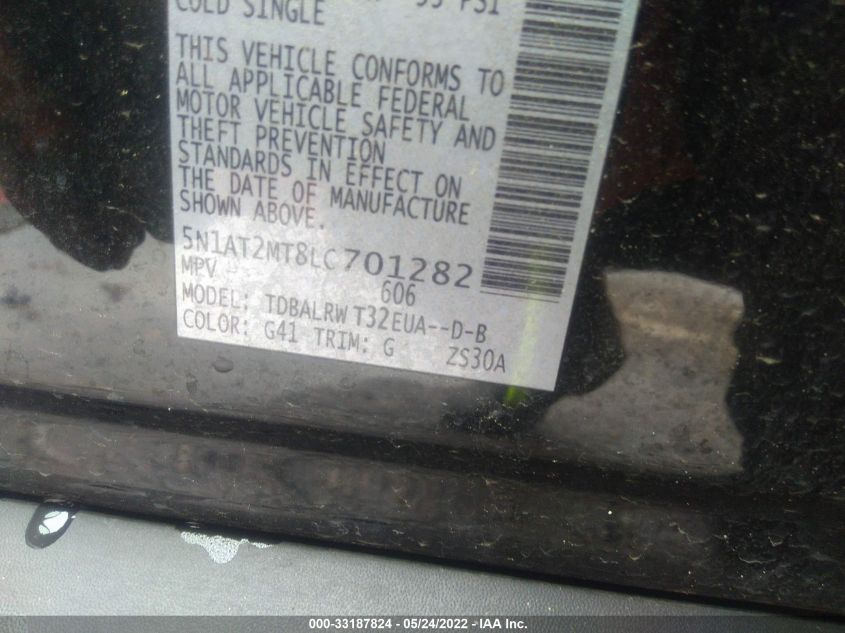 35 PSI
COLD SINGLE
THIS VEHICLE CONFORMS TO
ALL APPLICABLE FEDERAL
MOTOR VEHICLE SAFETY AND
THEFT PREVENTION
STANDARDS IN EFFECT ON
THE DATE OF MANUFACTURE
SHOWN ABOVE.
5N1AT2MT8LC701282
MPV 606
MODEL: TDBALRW T32EUA--D-B
COLOR: G41 TRIM: G ZS30A
000-33187824 - 05/24/2022 - IAA Inc.